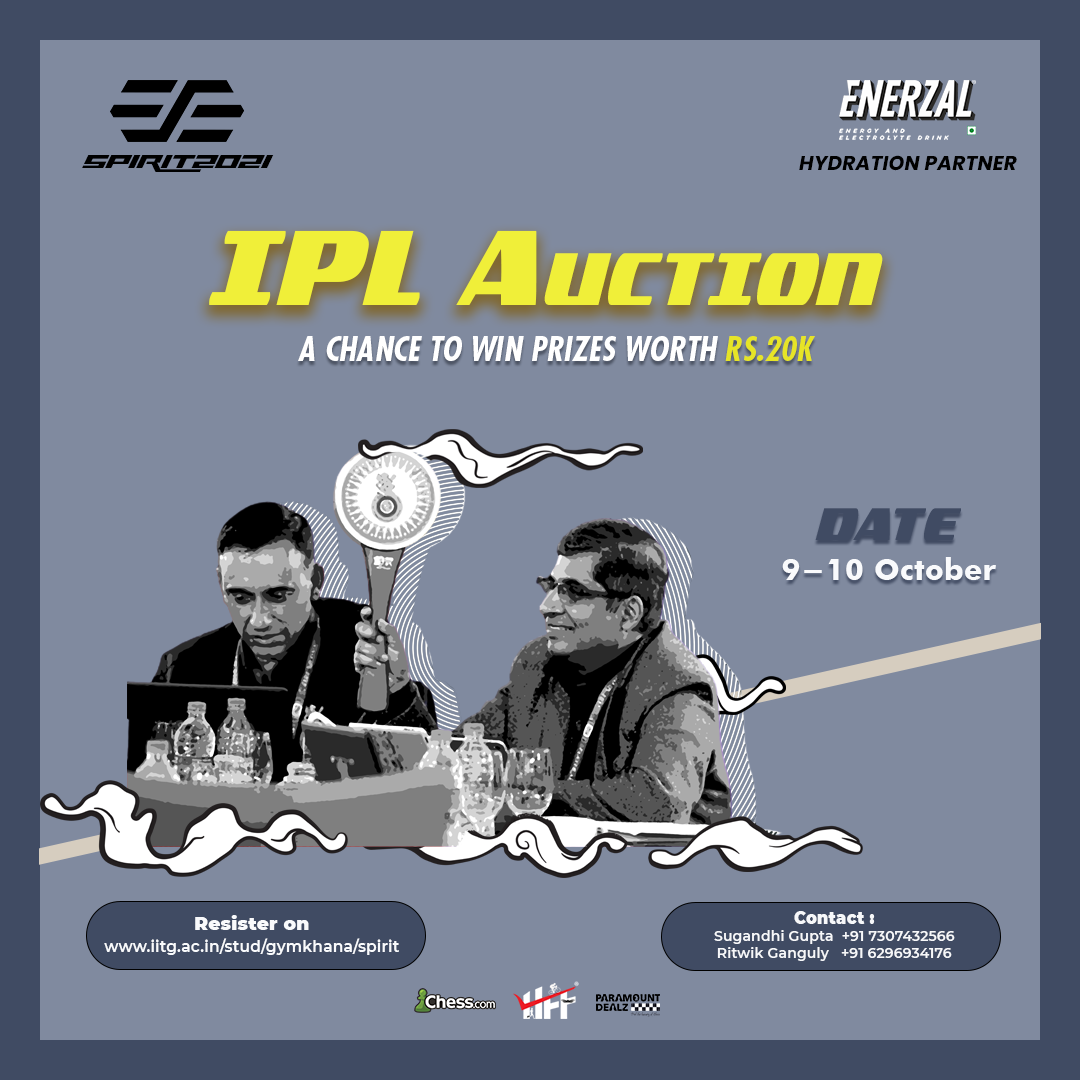 SPIRIT2021
ENERZAL
ENERGY AND
ELECTROLYTE DRINK
HYDRATION PARTNER
IPL AUCTION
A CHANCE TO WIN PRIZES WORTH RS.20K
DATE
9–10 October
Resister on
www.iitg.ac.in/stud/gymkhana/spirit
Contact :
Sugandhi Gupta +91 7307432566
Ritwik Ganguly +91 6296934176
Chess.com
PARAMOUNT
DEALZ